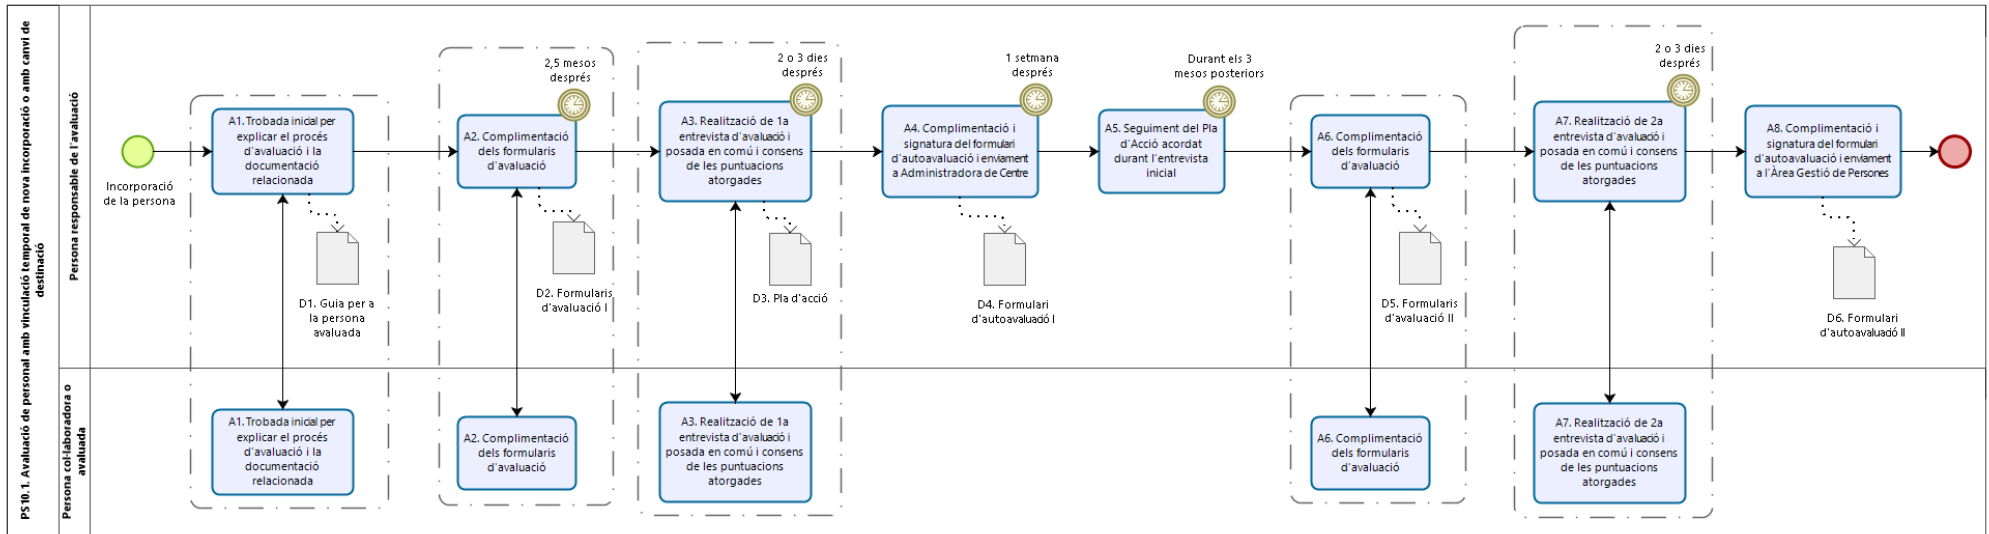 PS10.1. Avaluació de personal amb vinculació temporal de nova incorporació o amb canvi de
destinació
Persona responsable de l'avaluació
Incorporació
de la persona
A1. Trobada inicial per
explicar el procés
d'avaluació i la
documentació
relacionada
D1. Guia per a
la persona
avaluada
2,5 mesos
després
A2. Complimentació
dels formularis
d'avaluació
D2. Formularis
d'avaluació I
2 o 3 dies
després
A3. Realització de 1a
entrevista d'avaluació i
posada en comú i consens
de les puntuacions
atorgades
D3. Pla d'acció
1 setmana
després
A4. Complimentació i
signatura del formulari
d'autoavaluació i enviament
a Administradora de Centre
D4. Formulari
d'autoavaluació I
Durant els 3
mesos posteriors
A5. Seguiment del Pla
d'Acció acordat
durant l'entrevista
inicial
A6. Complimentació
dels formularis
d'avaluació
D5. Formularis
d'avaluació II
2 o 3 dies
després
A7. Realització de 2a
entrevista d'avaluació i
posada en comú i consens
de les puntuacions
atorgades
A8. Complimentació i
signatura del formulari
d'autoavaluació i enviament
a l'Àrea Gestió de Persones
D6. Formulari
d'autoavaluació II
Persona col·laboradora o
avaluada
A1. Trobada inicial per
explicar el procés
d'avaluació i la
documentació
relacionada
A2. Complimentació
dels formularis
d'avaluació
A3. Realització de 1a
entrevista d'avaluació i
posada en comú i consens
de les puntuacions
atorgades
A6. Complimentació
dels formularis
d'avaluació
A7. Realització de 2a
entrevista d'avaluació i
posada en comú i consens
de les puntuacions
atorgades